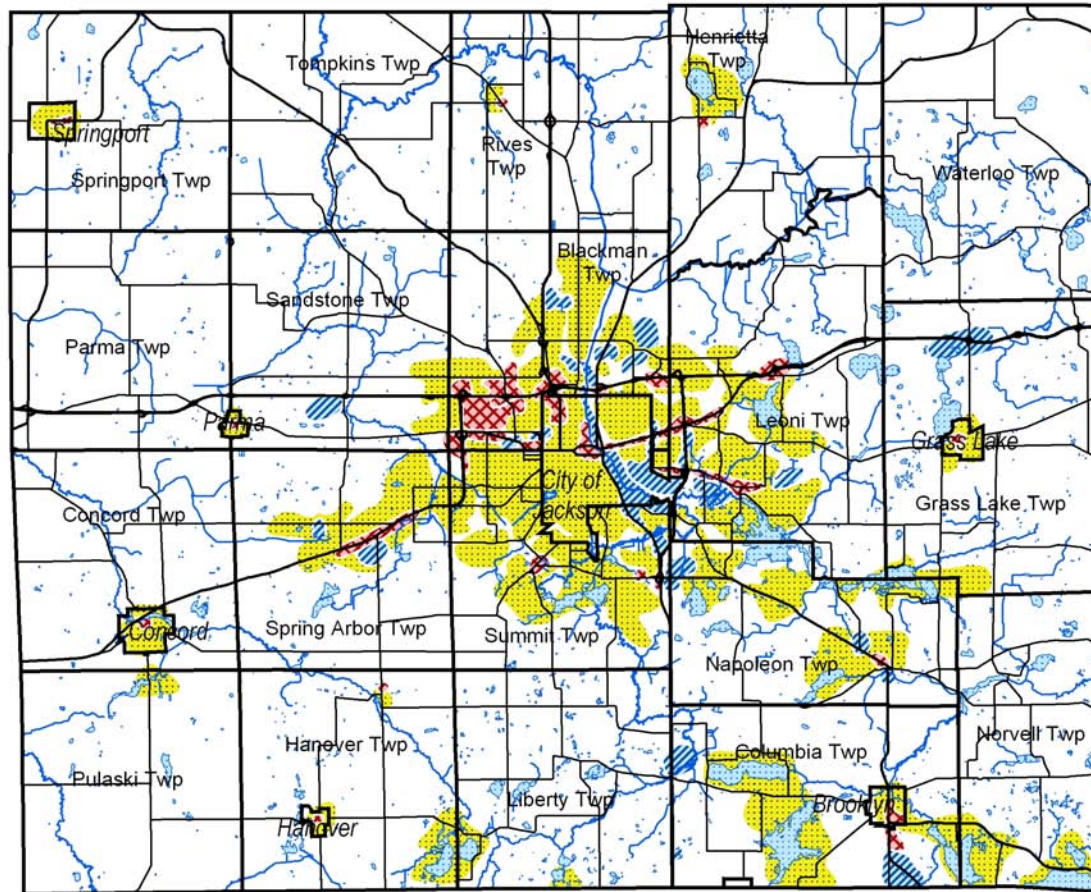 Henrietta
Twp
Tompkins Twp
Springport
Rives
Twp
Springport Twp
Waterloo Twp
Blackman
Twp
Sandstone Twp
Parma Twp
Parma
Leoni Twp
Grass Lake
City of
Jackson
Concord Twp
Grass Lake Twp
Concord
Spring Arbor Twp
Summit Twp
Napoleon Twp
Hanover Twp
Columbia Twp
Norvell Twp
Pulaski Twp
Liberty Twp
Brooklyn
Hanover